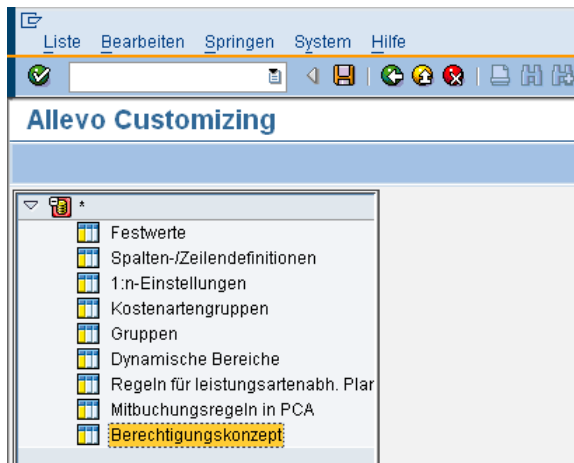 Liste Bearbeiten Springen System Hilfe
Allevo Customizing
*
Festwerte
Spalten-/Zeilendefinitionen
1:n-Einstellungen
Kostenartengruppen
Gruppen
Dynamische Bereiche
Regeln für leistungsartenabh. Plar
Mitbuchungsregeln in PCA
Berechtigungskonzept